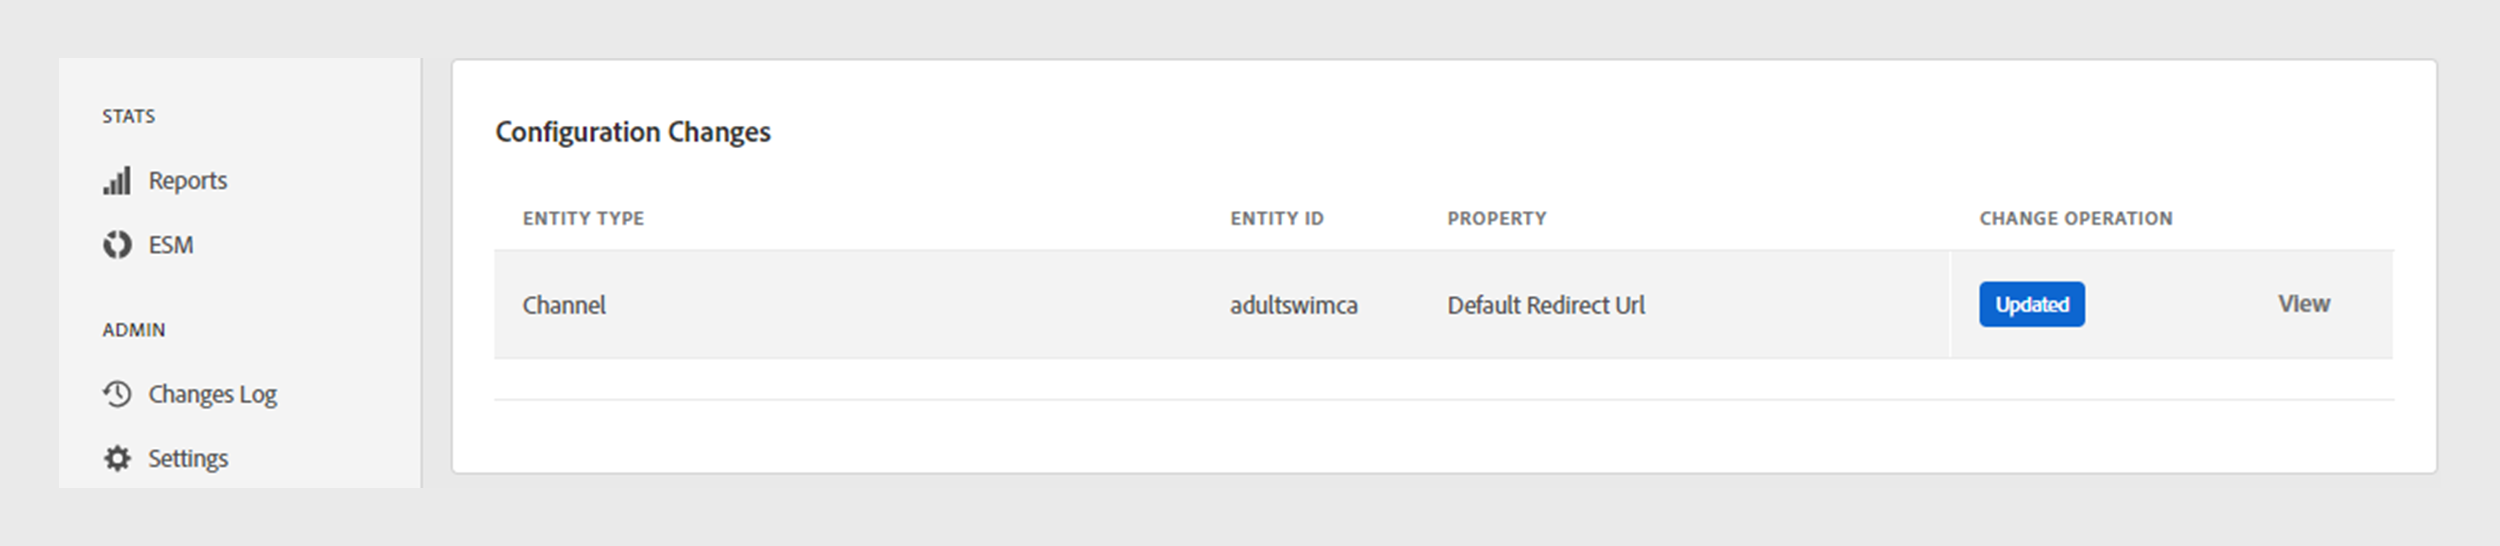 STATS
Reports
ESM
ADMIN
Changes Log
Settings
Configuration Changes
ENTITY TYPE ENTITY ID PROPERTY CHANGE OPERATION
Channel adultswimca Default Redirect Url Updated View